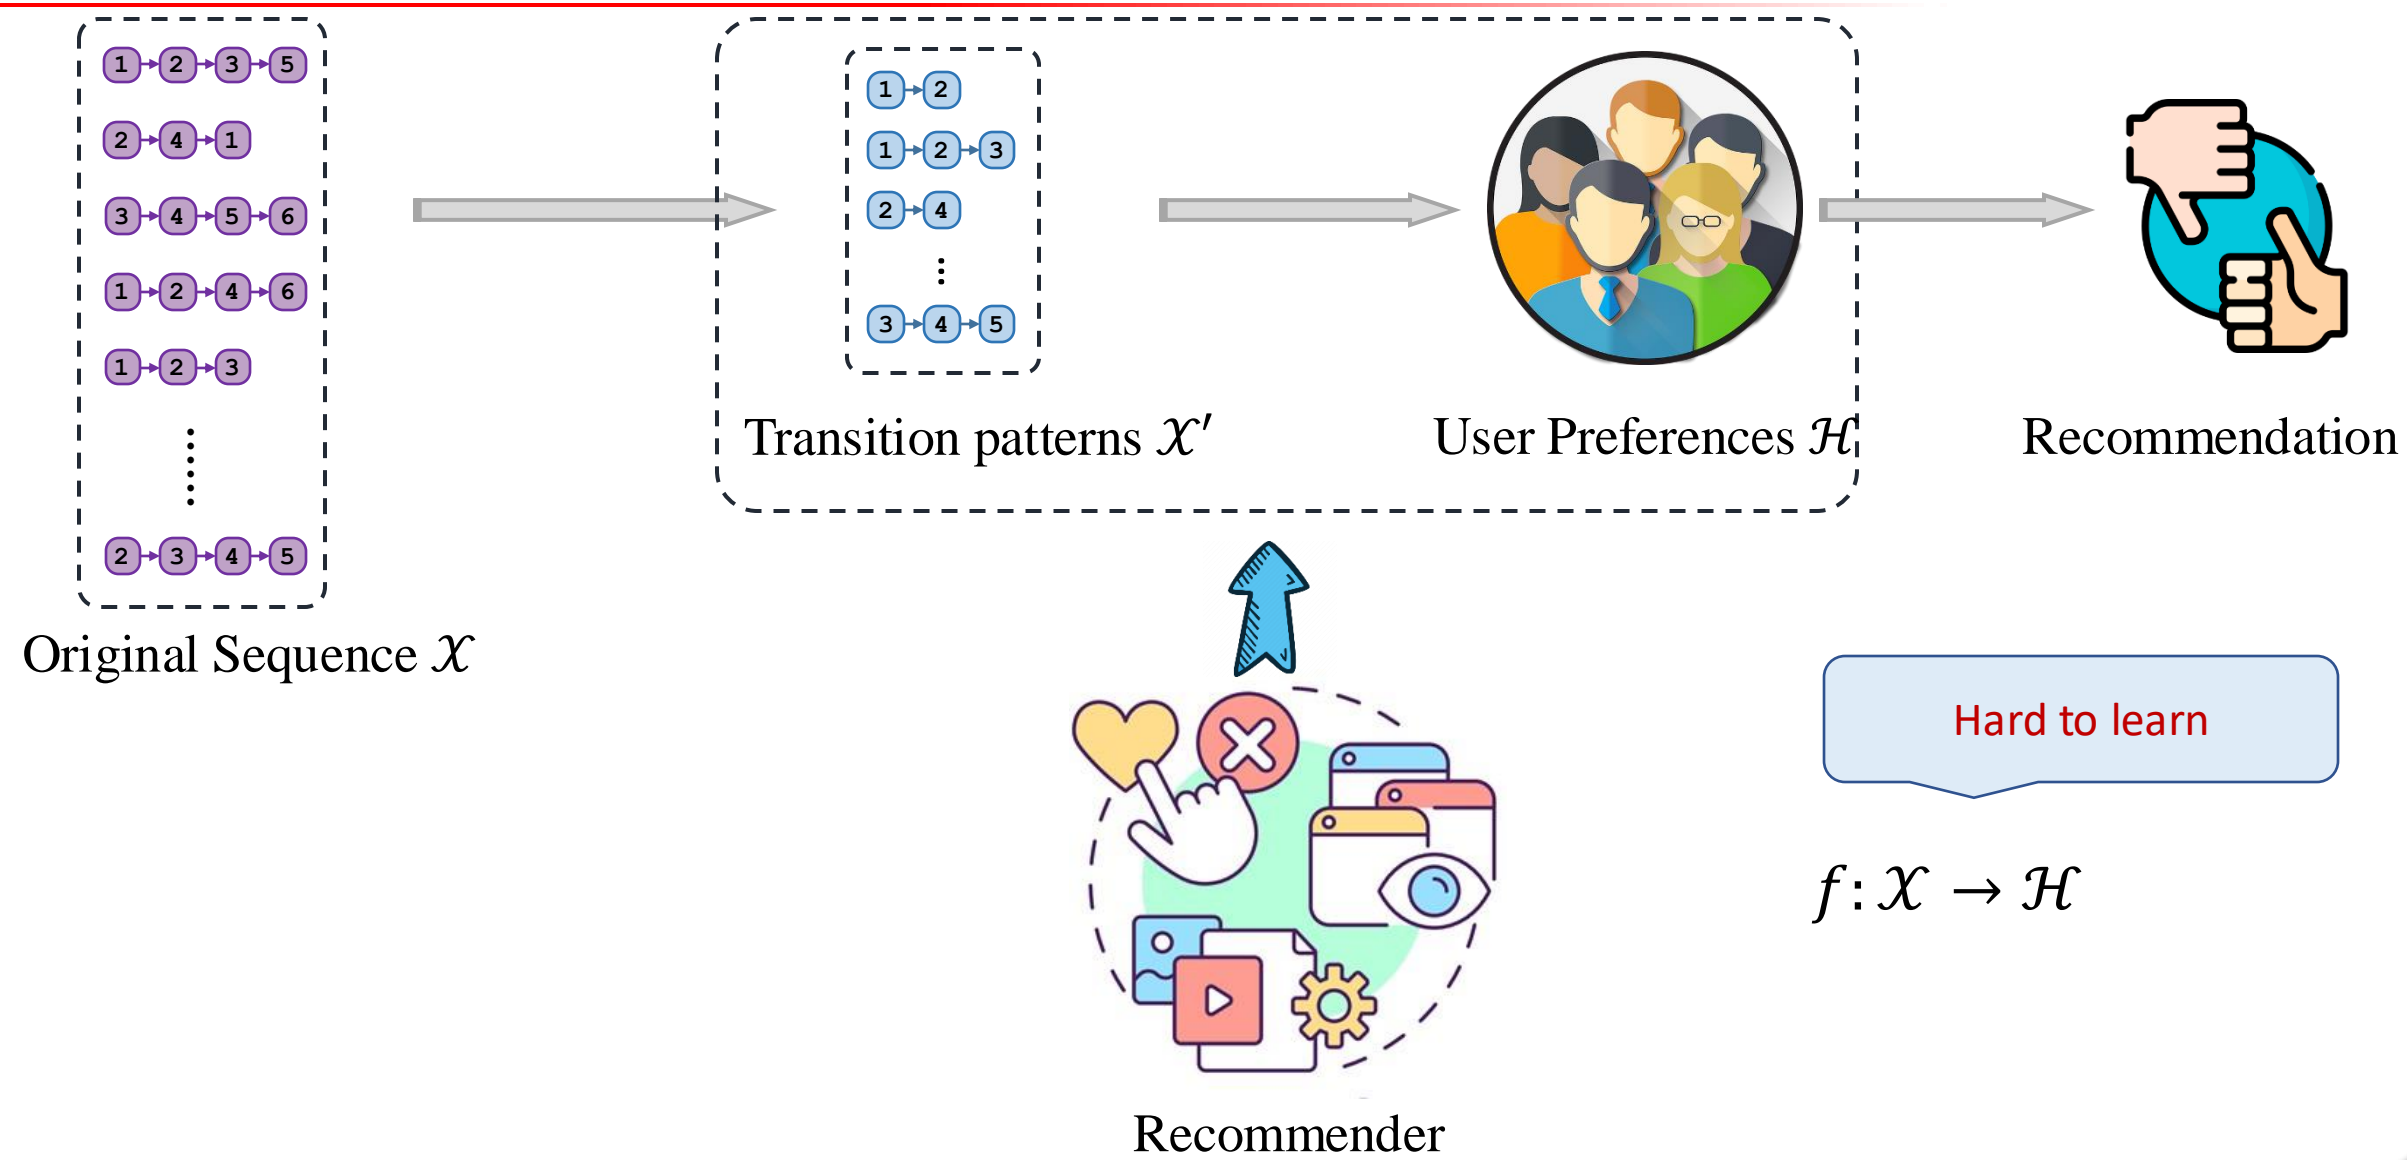 1→2→3→5
2→4→1
3→4→5→6
1→2→4→6
1→2→3
⋮
2→3→4→5
Original Sequence 𝒳
1→2
1→2→3
2→4
⋮
3→4→5
Transition patterns 𝒳′
User Preferences ℋ
Recommendation
Recommender
Hard to learn
f: 𝒳 → ℋ